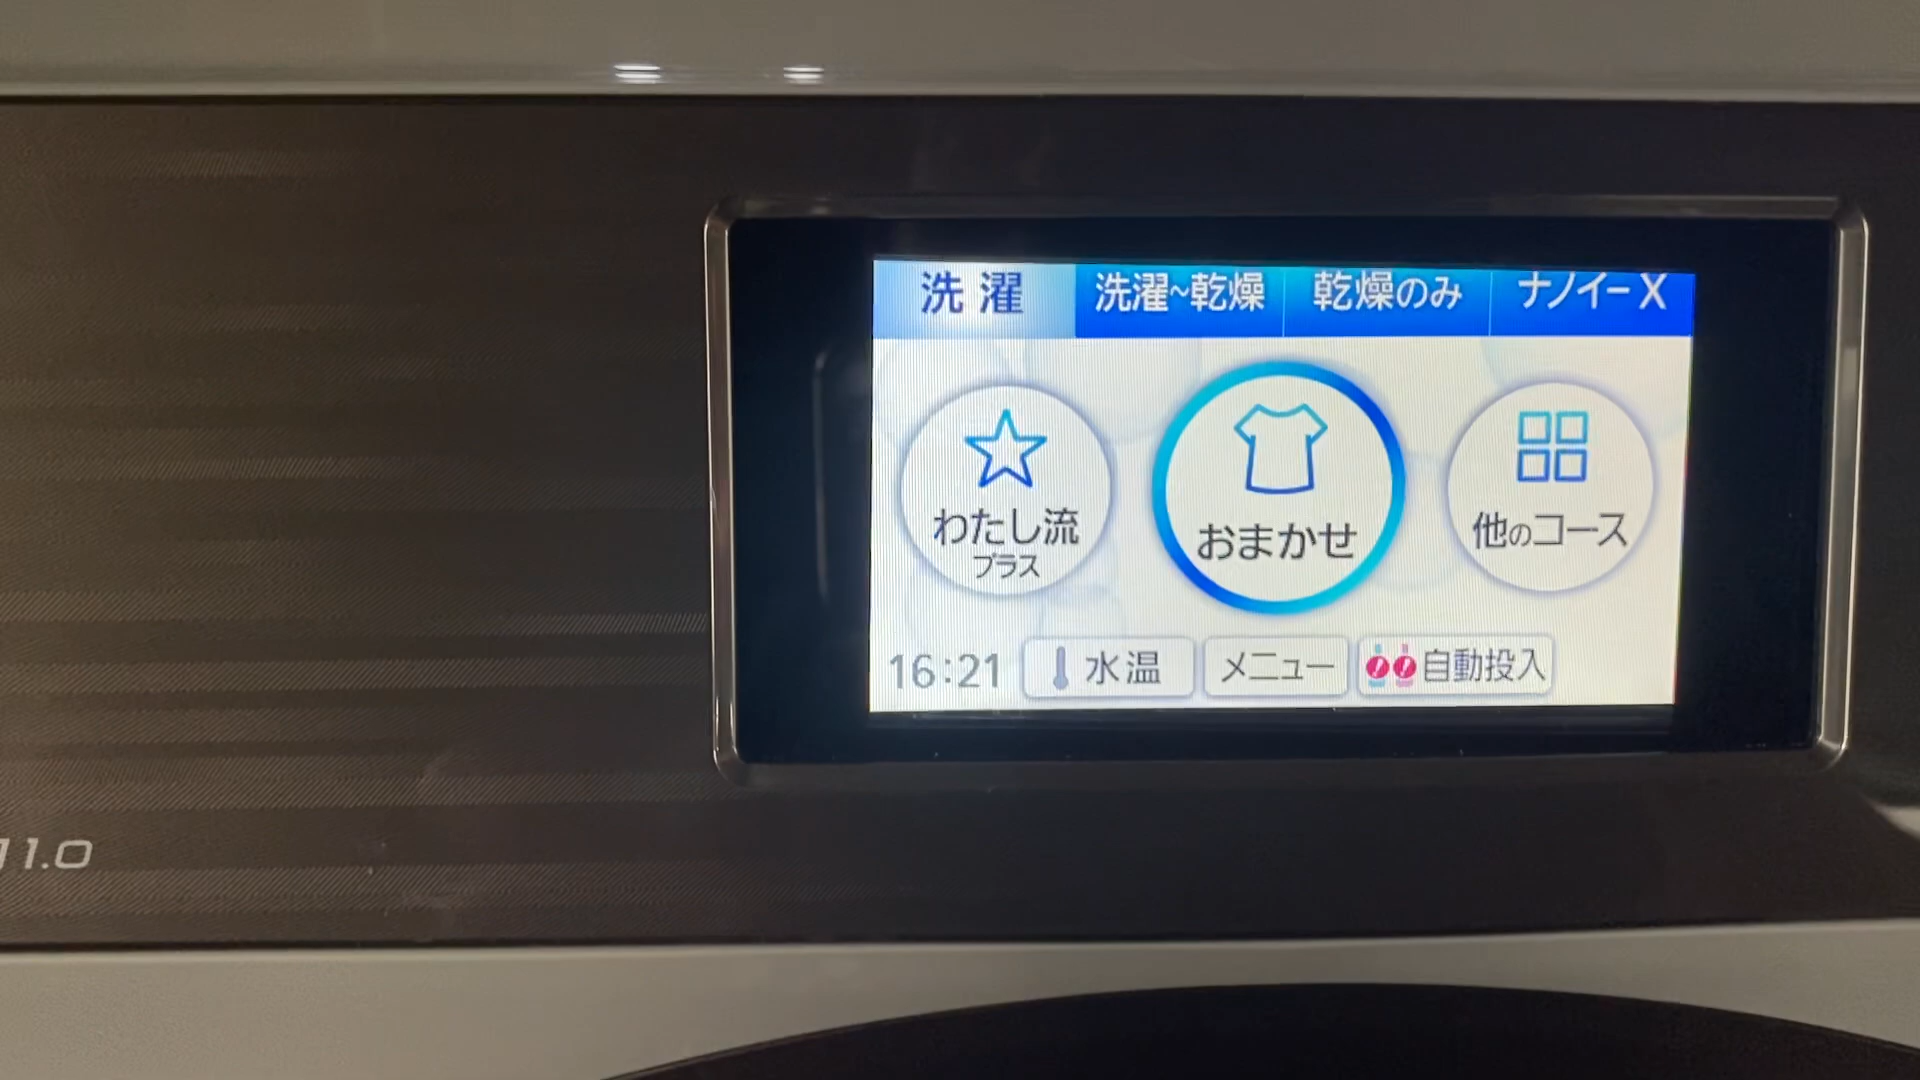 洗濯 洗濯~乾燥 乾燥のみ ナノイーX
わたし流
プラス
おまかせ
他のコース
16:21 水温 メニュー 自動投入
11.0